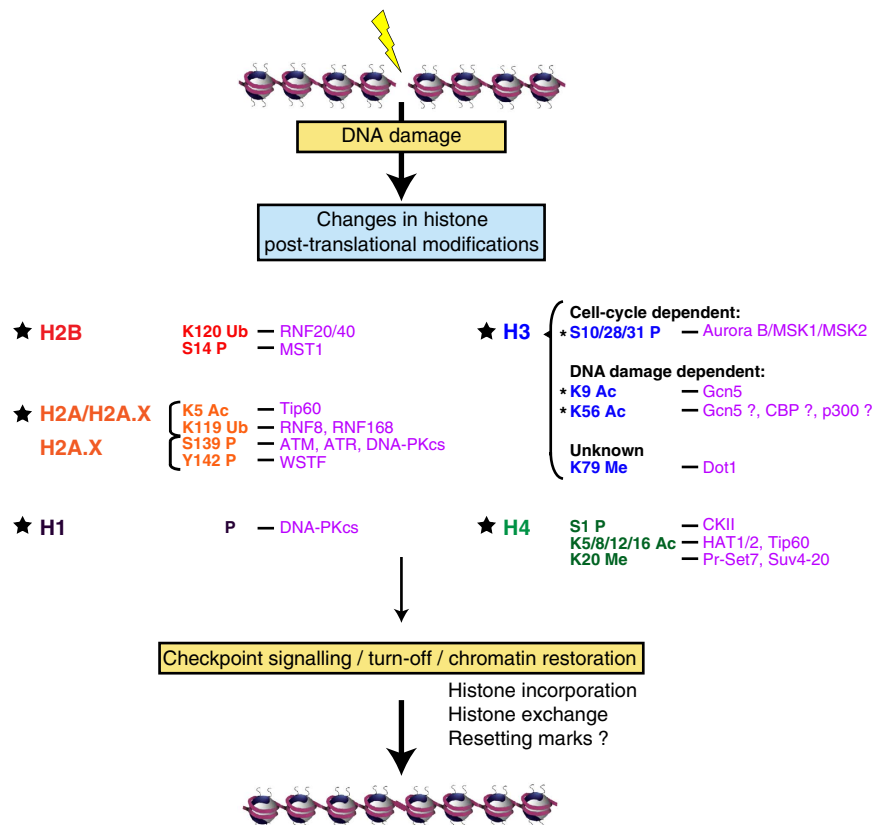 DNA damage
Changes in histone
post-translational modifications
★ H2B
K120 Ub — RNF20/40
S14 P — MST1
★ H2A/H2A.X
H2A.X
K5 Ac — Tip60
K119 Ub — RNF8, RNF168
S139 P — ATM, ATR, DNA-PKcs
Y142 P — WSTF
★ H1
P — DNA-PKcs
★ H3
Cell-cycle dependent:
* S10/28/31 P — Aurora B/MSK1/MSK2
DNA damage dependent:
* K9 Ac — Gcn5
* K56 Ac — Gcn5 ?, CBP ?, p300 ?
Unknown
K79 Me — Dot1
★ H4
S1 P — CKII
K5/8/12/16 Ac — HAT1/2, Tip60
K20 Me — Pr-Set7, Suv4-20
Checkpoint signalling / turn-off / chromatin restoration
Histone incorporation
Histone exchange
Resetting marks ?